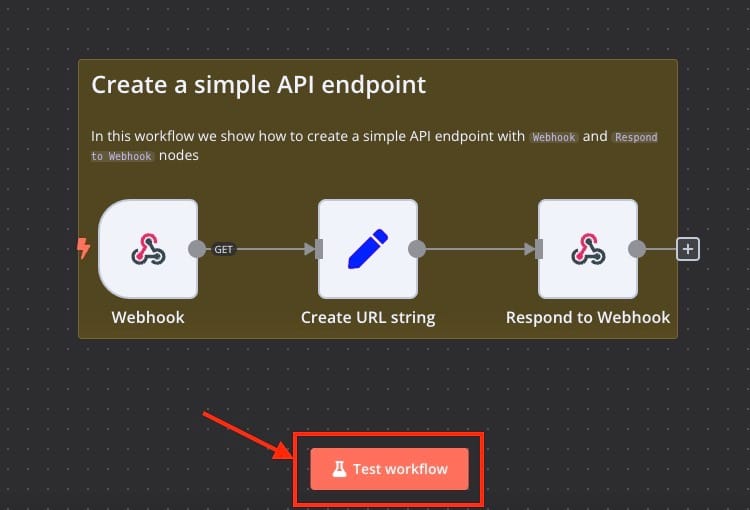 Create a simple API endpoint
In this workflow we show how to create a simple API endpoint with Webhook and Respond
to Webhook nodes
GET
Webhook
Create URL string
Respond to Webhook
Test workflow